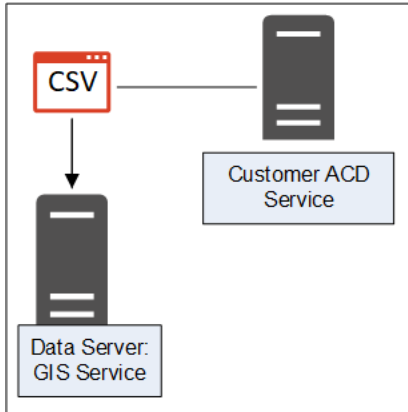 CSV
Customer ACD
Service
Data Server:
GIS Service